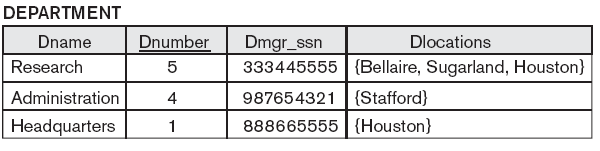 DEPARTMENT
Dname Dnumber Dmgr_ssn Dlocations
Research 5 333445555 {Bellaire, Sugarland, Houston}
Administration 4 987654321 {Stafford}
Headquarters 1 888665555 {Houston}